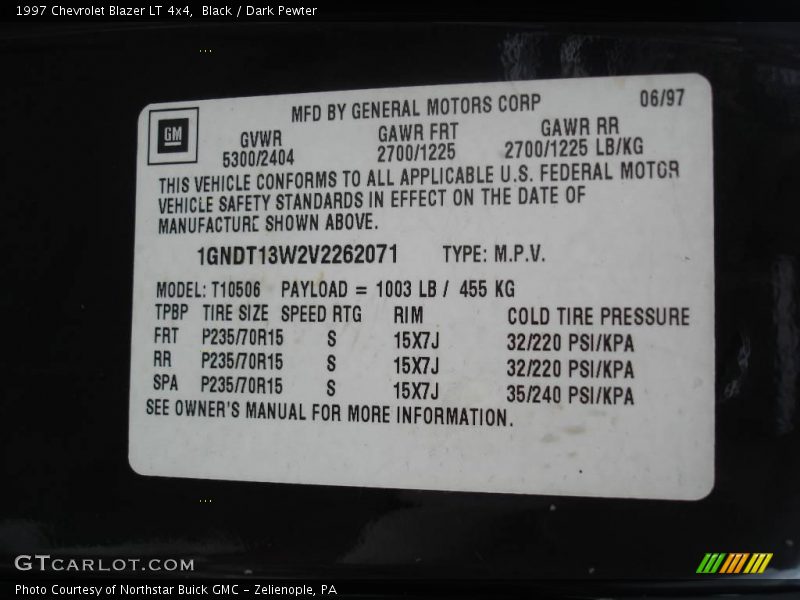 1997 Chevrolet Blazer LT 4x4,  Black / Dark Pewter
MFD BY GENERAL MOTORS CORP 06/97
GM
GVWR GAWR FRT GAWR RR
5300/2404 2700/1225 2700/1225 LB/KG
THIS VEHICLE CONFORMS TO ALL APPLICABLE U.S. FEDERAL MOTOR
VEHICLE SAFETY STANDARDS IN EFFECT ON THE DATE OF
MANUFACTURE SHOWN ABOVE.
1GNDT13W2V2262071 TYPE: M.P.V.
MODEL: T10506 PAYLOAD = 1003 LB / 455 KG
TPBP TIRE SIZE SPEED RTG RIM COLD TIRE PRESSURE
FRT P235/70R15 S 15X7J 32/220 PSI/KPA
RR P235/70R15 S 15X7J 32/220 PSI/KPA
SPA P235/70R15 S 15X7J 35/240 PSI/KPA
SEE OWNER'S MANUAL FOR MORE INFORMATION.
GTCARLOT.COM
Photo Courtesy of Northstar Buick GMC - Zelienople, PA